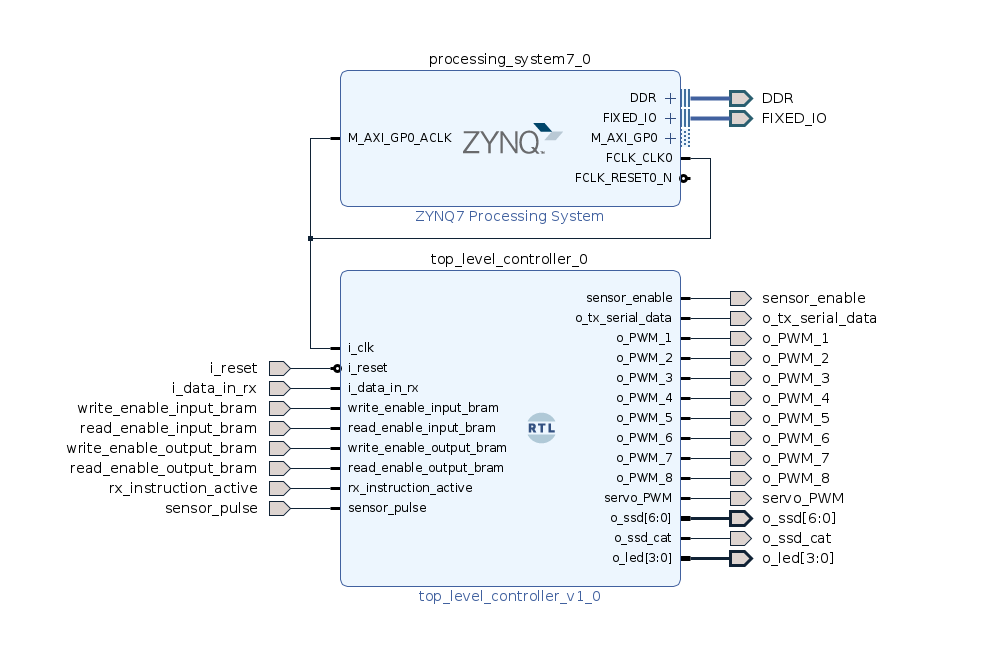 processing_system7_0
DDR
DDR
FIXED_IO
FIXED_IO
M_AXI_GP0_ACLK
ZYNQ
M_AXI_GP0
FCLK_CLK0
FCLK_RESET0_N
ZYNQ7 Processing System
top_level_controller_0
sensor_enable
sensor_enable
o_tx_serial_data
o_tx_serial_data
o_PWM_1
o_PWM_1
i_clk
o_PWM_2
o_PWM_2
i_reset
i_reset
o_PWM_3
o_PWM_3
i_data_in_rx
i_data_in_rx
o_PWM_4
o_PWM_4
write_enable_input_bram
write_enable_input_bram
o_PWM_5
o_PWM_5
read_enable_input_bram
read_enable_input_bram
RTL
o_PWM_6
o_PWM_6
write_enable_output_bram
write_enable_output_bram
o_PWM_7
o_PWM_7
read_enable_output_bram
read_enable_output_bram
o_PWM_8
o_PWM_8
rx_instruction_active
rx_instruction_active
servo_PWM
servo_PWM
sensor_pulse
sensor_pulse
o_ssd[6:0]
o_ssd[6:0]
o_ssd_cat
o_ssd_cat
o_led[3:0]
o_led[3:0]
top_level_controller_v1_0